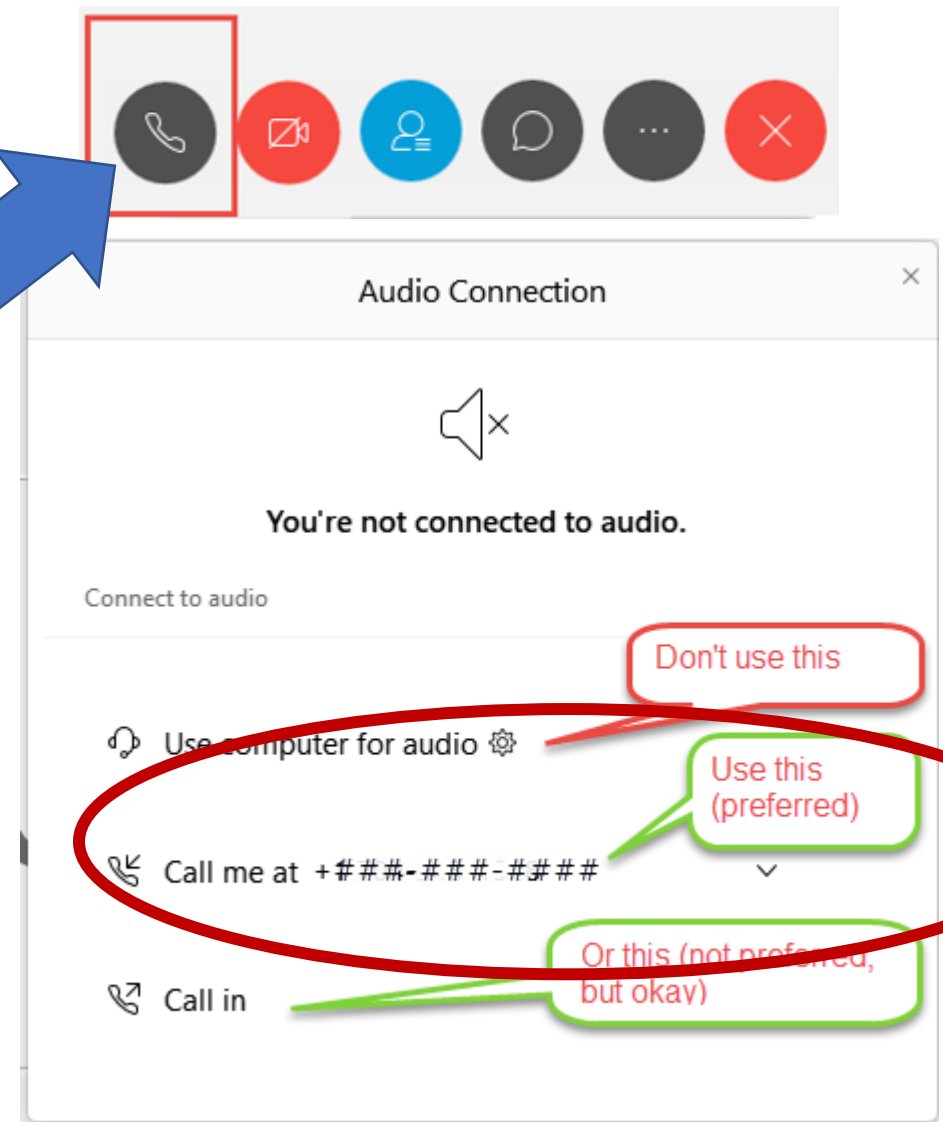 Audio Connection
You're not connected to audio.
Connect to audio
Don't use this
Use computer for audio
Use this
(preferred)
Call me at +###-###-####
Or this (not preferred,
but okay)
Call in